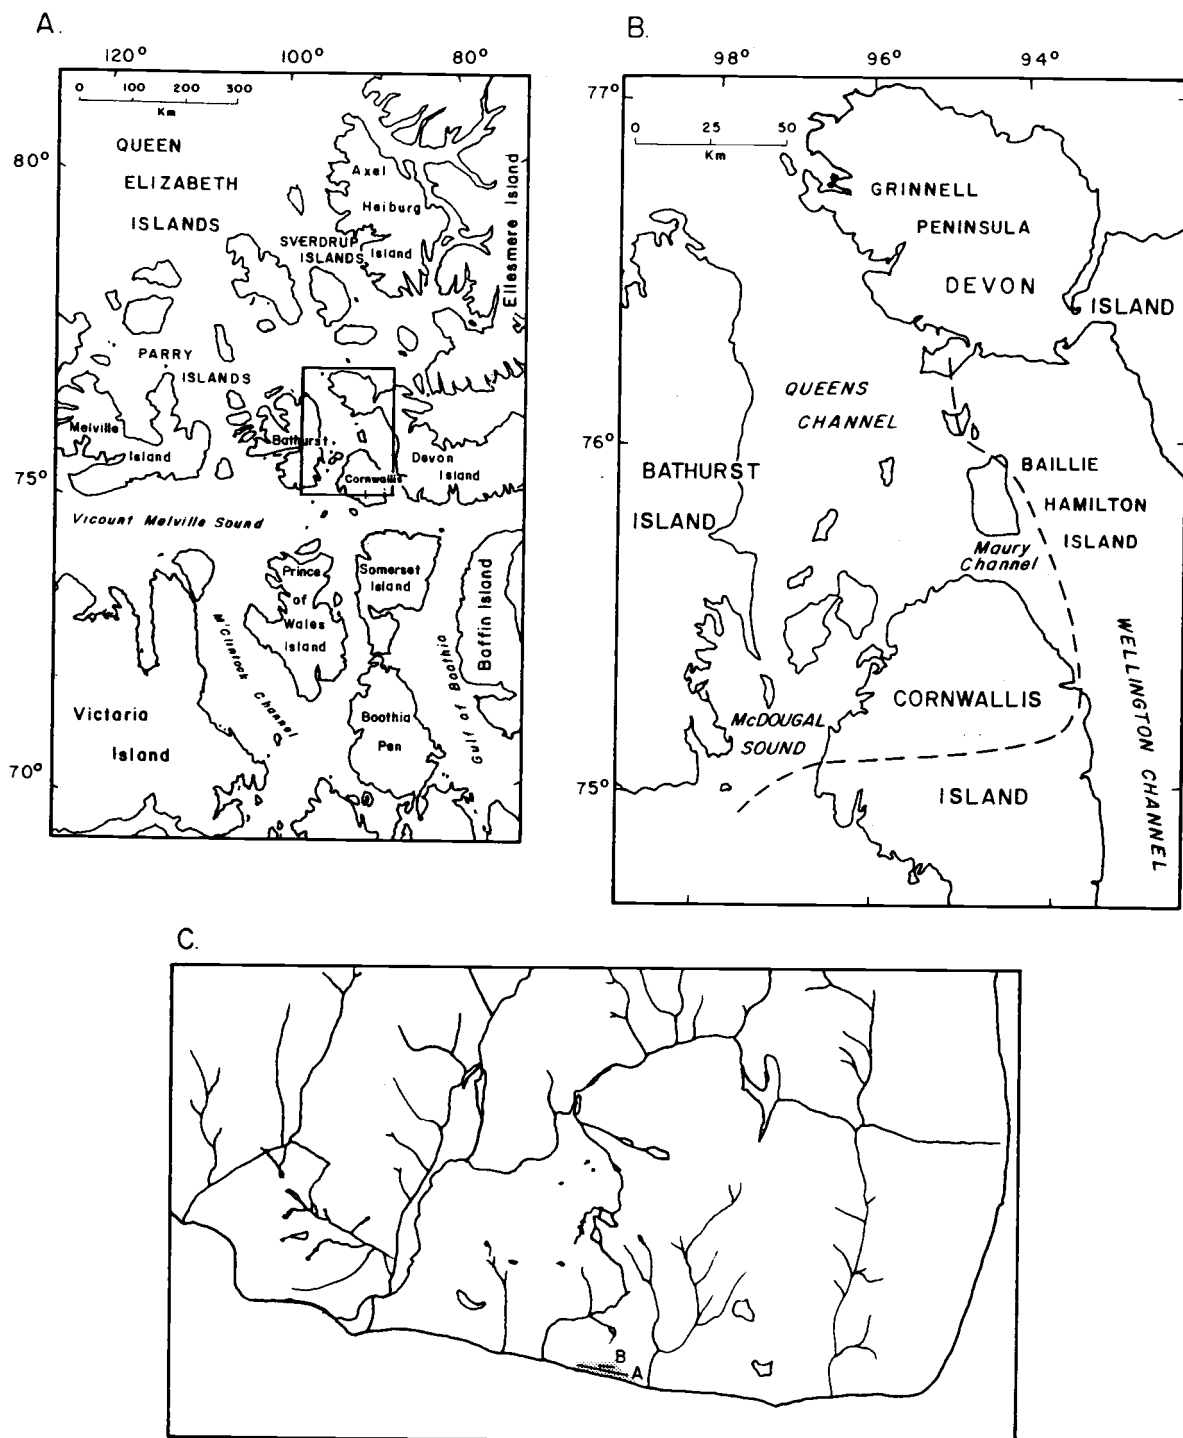 A.
120°
100°
80°
0 100 200 300
Km
80°
75°
70°
QUEEN
ELIZABETH
ISLANDS
Axel
Heiburg
Island
Ellesmere Island
SVERDRUP
ISLANDS
PARRY
ISLANDS
Melville
Island
Bathurst
Cornwallis
Devon
Island
Vicount Melville Sound
Prince
of
Wales
Island
Somerset
Island
Baffin Island
M'Clintock Channel
Gulf of Boothia
Victoria
Island
Boothia
Pen
B.
98°
96°
94°
77°
76°
75°
0 25 50
Km
GRINNELL
PENINSULA
DEVON
ISLAND
QUEENS
CHANNEL
BATHURST
ISLAND
BAILLIE
HAMILTON
ISLAND
Maury
Channel
CORNWALLIS
ISLAND
McDOUGAL
SOUND
WELLINGTON CHANNEL
C.
B
A